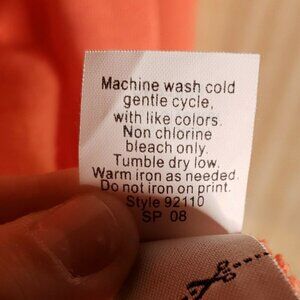 Machine wash cold
gentle cycle,
with like colors.
Non chlorine
bleach only.
Tumble dry low.
Warm iron as needed.
Do not iron on print.
Style 92110
SP 08